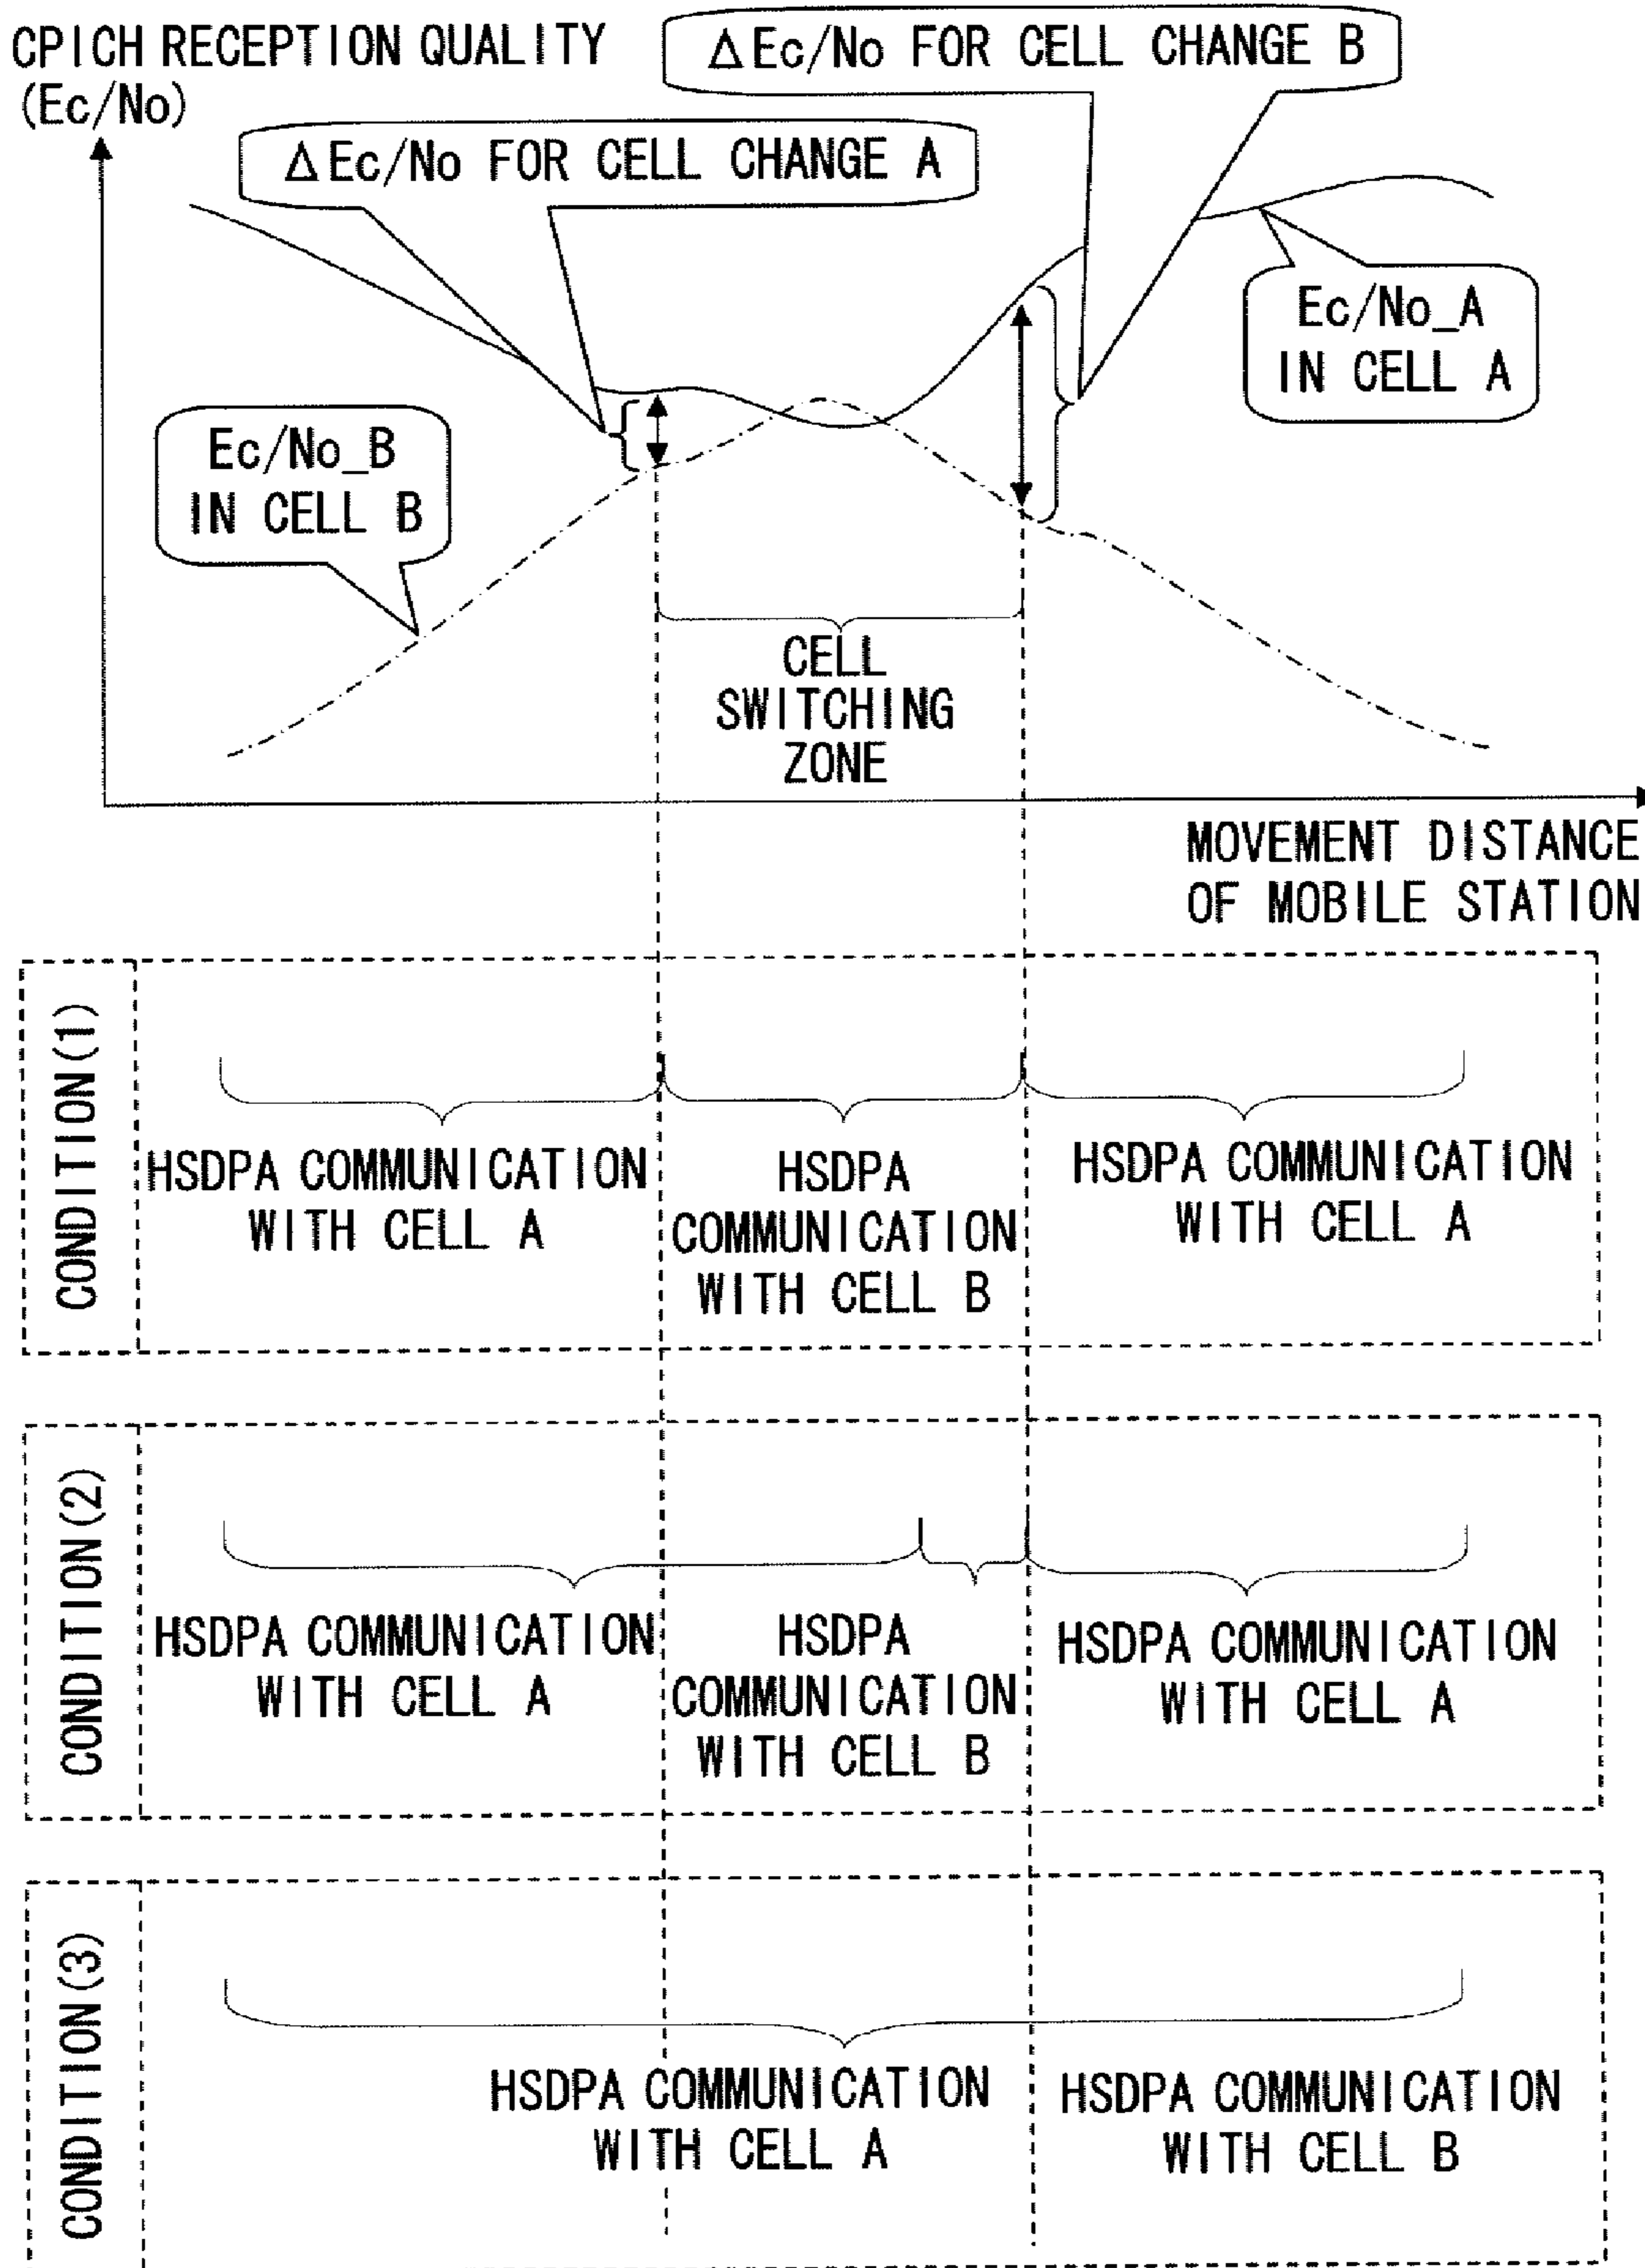 CPICH RECEPTION QUALITY
(Ec/No)
ΔEc/No FOR CELL CHANGE B
ΔEc/No FOR CELL CHANGE A
Ec/No_A
IN CELL A
Ec/No_B
IN CELL B
CELL
SWITCHING
ZONE
MOVEMENT DISTANCE
OF MOBILE STATION
CONDITION(1)
HSDPA COMMUNICATION
WITH CELL A
HSDPA
COMMUNICATION
WITH CELL B
HSDPA COMMUNICATION
WITH CELL A
CONDITION(2)
HSDPA COMMUNICATION
WITH CELL A
HSDPA
COMMUNICATION
WITH CELL B
HSDPA COMMUNICATION
WITH CELL A
CONDITION(3)
HSDPA COMMUNICATION
WITH CELL A
HSDPA COMMUNICATION
WITH CELL B